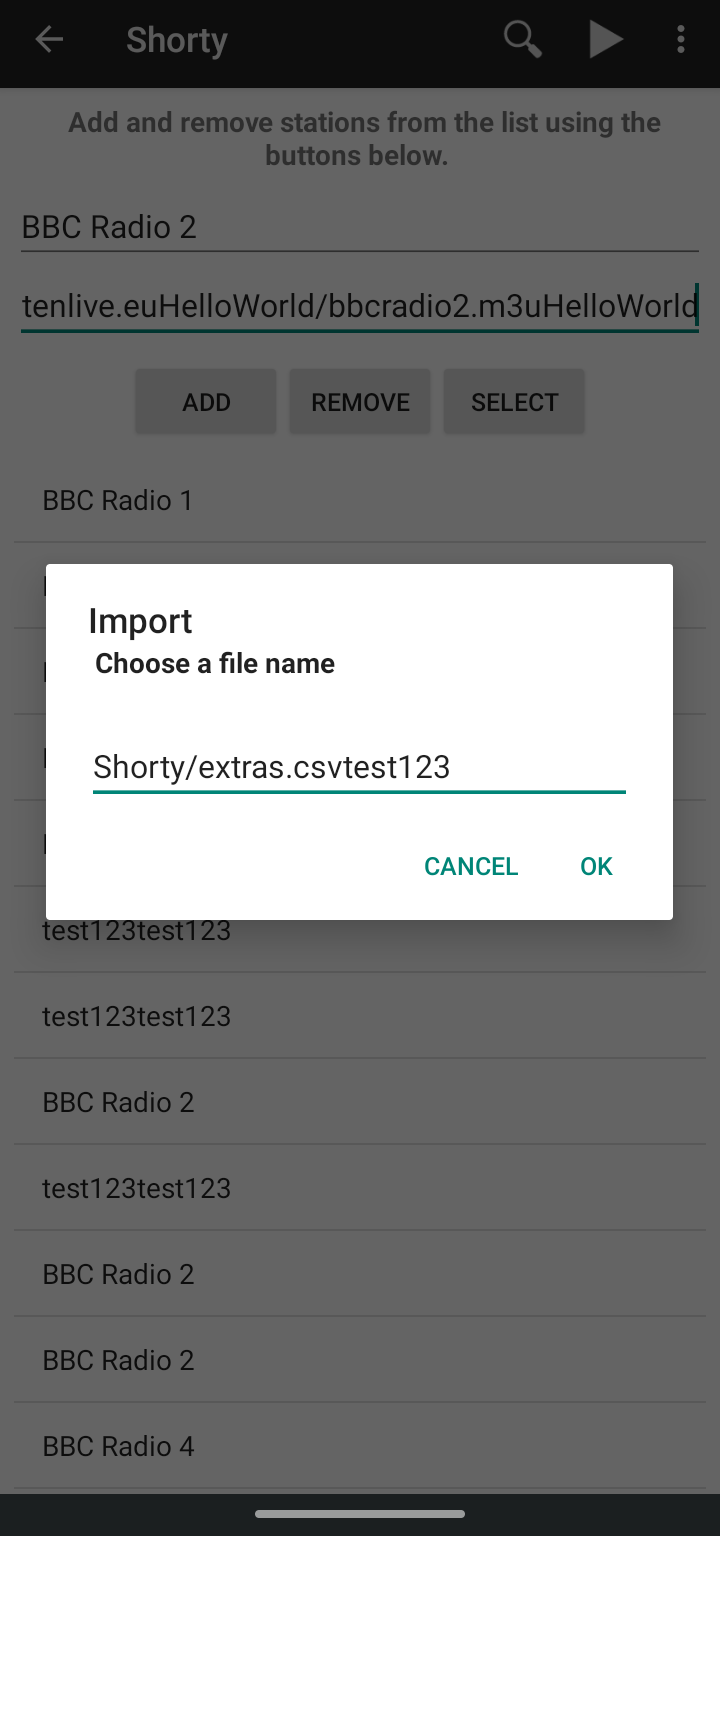 Shorty
Add and remove stations from the list using the
buttons below.
BBC Radio 2
tenlive.euHelloWorld/bbcradio2.m3uHelloWorld
ADD
REMOVE
SELECT
BBC Radio 1
Import
Choose a file name
Shorty/extras.csvtest123
CANCEL
OK
test123test123
test123test123
BBC Radio 2
test123test123
BBC Radio 2
BBC Radio 2
BBC Radio 4